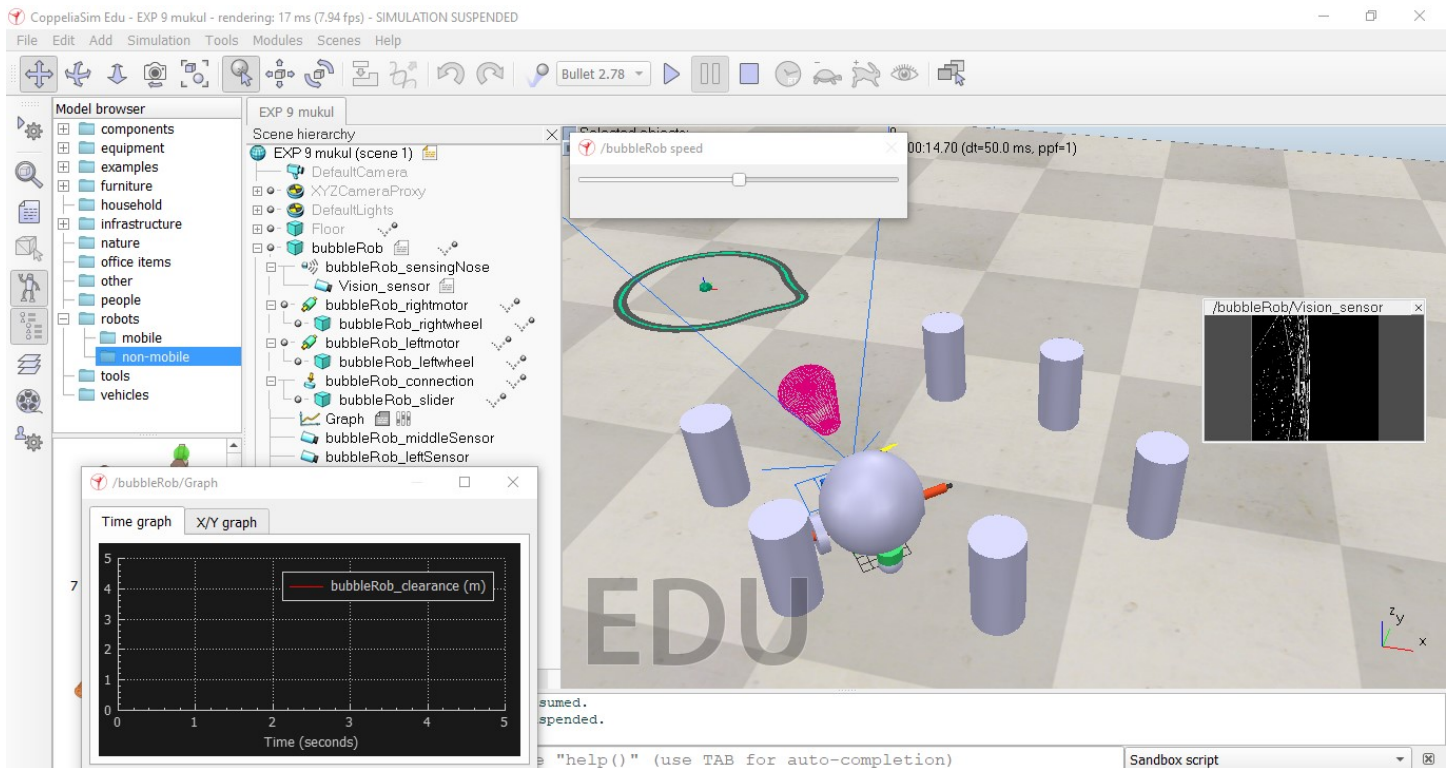 CoppeliaSim Edu - EXP 9 mukul - rendering: 17 ms (7.94 fps) - SIMULATION SUSPENDED
File Edit Add Simulation Tools Modules Scenes Help
Bullet 2.78
Model browser
components
equipment
examples
furniture
household
infrastructure
nature
office items
other
people
robots
mobile
non-mobile
tools
vehicles
7
EXP 9 mukul
Scene hierarchy
EXP 9 mukul (scene 1)
DefaultCamera
XYZCameraProxy
DefaultLights
Floor
bubbleRob
bubbleRob_sensingNose
Vision_sensor
bubbleRob_rightmotor
bubbleRob_rightwheel
bubbleRob_leftmotor
bubbleRob_leftwheel
bubbleRob_connection
bubbleRob_slider
Graph
bubbleRob_middleSensor
bubbleRob_leftSensor
Selected objects:
/bubbleRob speed
00:14.70 (dt=50.0 ms, ppf=1)
/bubbleRob/Vision_sensor
EDU
z
y
x
/bubbleRob/Graph
Time graph X/Y graph
5
4
3
2
1
0
bubbleRob_clearance (m)
0 1 2 3 4 5
Time (seconds)
sumed.
spended.
e "help()" (use TAB for auto-completion)
Sandbox script